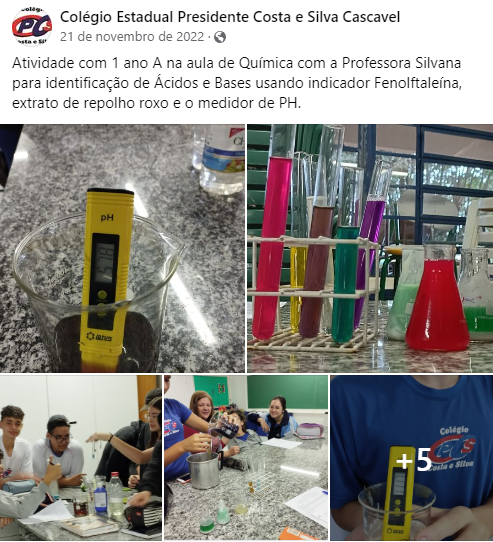 Colégio Estadual Presidente Costa e Silva Cascavel
21 de novembro de 2022 ·
Atividade com 1 ano A na aula de Química com a Professora Silvana
para identificação de Ácidos e Bases usando indicador Fenolftaleína,
extrato de repolho roxo e o medidor de PH.
pH
Colégio
Costa e Silva
+5